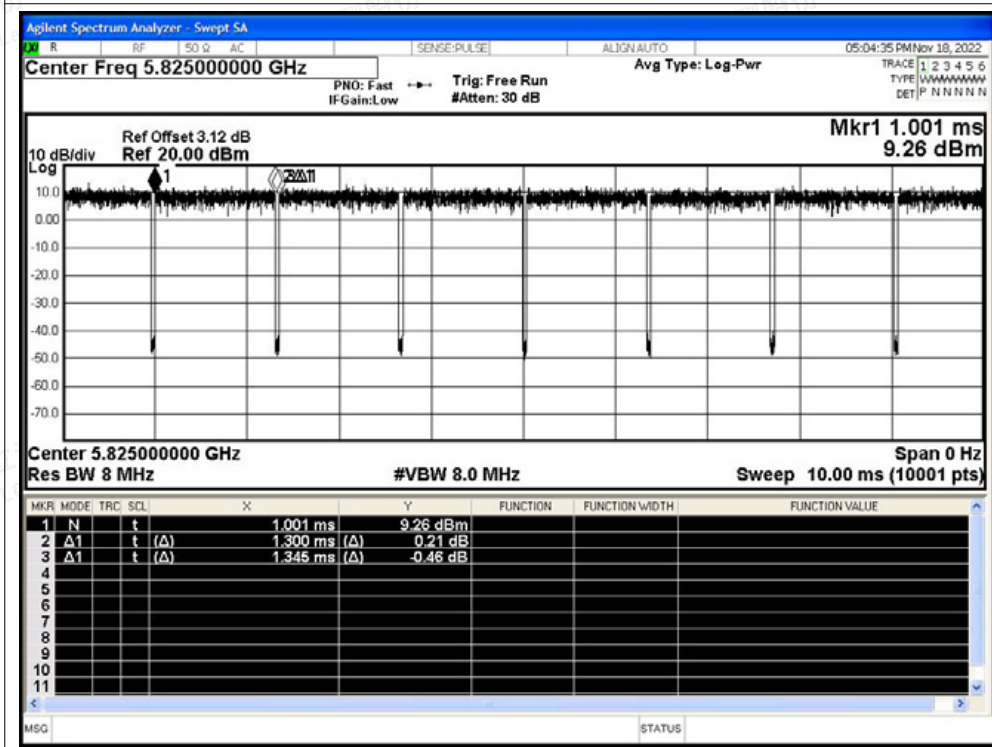 Agilent Spectrum Analyzer - Swept SA
R RF 50 Ω AC SENSE:PULSE ALIGN AUTO 05:04:35 PM Nov 18, 2022
Center Freq 5.825000000 GHz Avg Type: Log-Pwr TRACE 1 2 3 4 5 6
PNO: Fast Trig: Free Run TYPE WWWWWWW
IFGain:Low #Atten: 30 dB DET P N N N N N
Mkr1 1.001 ms
Ref Offset 3.12 dB
10 dB/div Ref 20.00 dBm 9.26 dBm
Log
1
10.0
0.00
-10.0
-20.0
-30.0
-40.0
-50.0
-60.0
-70.0
Center 5.825000000 GHz Span 0 Hz
Res BW 8 MHz #VBW 8.0 MHz Sweep 10.00 ms (10001 pts)
MKR MODE TRC SCL X Y FUNCTION FUNCTION WIDTH FUNCTION VALUE
1 N t 1.001 ms 9.26 dBm
2 Δ1 t (Δ) 1.300 ms (Δ) 0.21 dB
3 Δ1 t (Δ) 1.345 ms (Δ) -0.46 dB
4
5
6
7
8
9
10
11
MSG STATUS